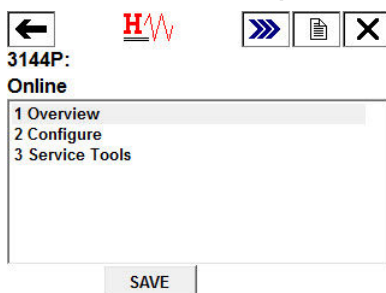 H
3144P:
Online
1 Overview
2 Configure
3 Service Tools
SAVE